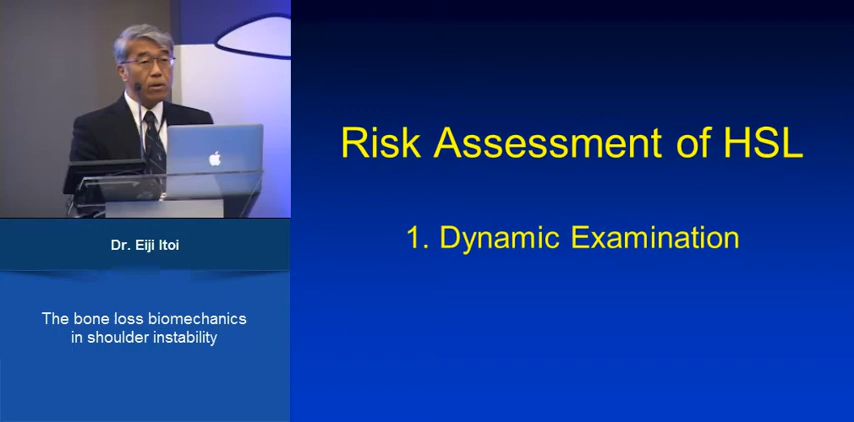 Risk Assessment of HSL
1. Dynamic Examination
Dr. Eiji Itoi
The bone loss biomechanics
in shoulder instability